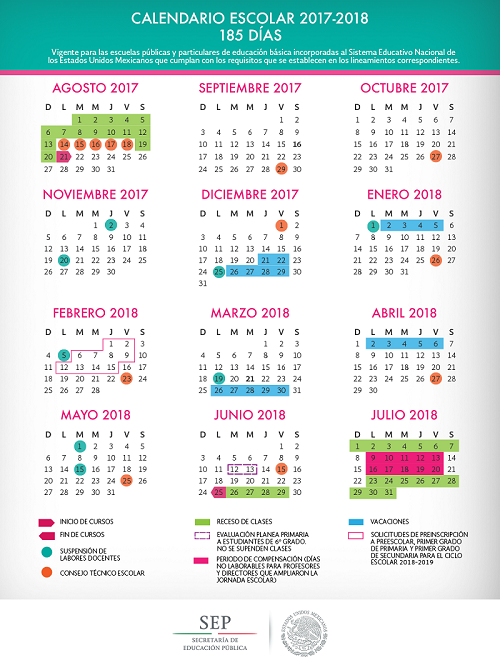 CALENDARIO ESCOLAR 2017-2018
185 DÍAS
Vigente para las escuelas públicas y particulares de educación básica incorporadas al Sistema Educativo Nacional de
los Estados Unidos Mexicanos que cumplan con los requisitos que se establecen en los lineamientos correspondientes.
AGOSTO 2017
D L M M J V S
1 2 3 4 5
6 7 8 9 10 11 12
13 14 15 16 17 18 19
20 21 22 23 24 25 26
27 28 29 30 31
SEPTIEMBRE 2017
D L M M J V S
1 2
3 4 5 6 7 8 9
10 11 12 13 14 15 16
17 18 19 20 21 22 23
24 25 26 27 28 29 30
OCTUBRE 2017
D L M M J V S
1 2 3 4 5 6 7
8 9 10 11 12 13 14
15 16 17 18 19 20 21
22 23 24 25 26 27 28
29 30 31
NOVIEMBRE 2017
D L M M J V S
1 2 3 4
5 6 7 8 9 10 11
12 13 14 15 16 17 18
19 20 21 22 23 24 25
26 27 28 29 30
DICIEMBRE 2017
D L M M J V S
1 2
3 4 5 6 7 8 9
10 11 12 13 14 15 16
17 18 19 20 21 22 23
24 25 26 27 28 29 30
31
ENERO 2018
D L M M J V S
1 2 3 4 5 6
7 8 9 10 11 12 13
14 15 16 17 18 19 20
21 22 23 24 25 26 27
28 29 30 31
FEBRERO 2018
D L M M J V S
1 2 3
4 5 6 7 8 9 10
11 12 13 14 15 16 17
18 19 20 21 22 23 24
25 26 27 28
MARZO 2018
D L M M J V S
1 2 3
4 5 6 7 8 9 10
11 12 13 14 15 16 17
18 19 20 21 22 23 24
25 26 27 28 29 30 31
ABRIL 2018
D L M M J V S
1 2 3 4 5 6 7
8 9 10 11 12 13 14
15 16 17 18 19 20 21
22 23 24 25 26 27 28
29 30
MAYO 2018
D L M M J V S
1 2 3 4 5
6 7 8 9 10 11 12
13 14 15 16 17 18 19
20 21 22 23 24 25 26
27 28 29 30 31
JUNIO 2018
D L M M J V S
1 2
3 4 5 6 7 8 9
10 11 12 13 14 15 16
17 18 19 20 21 22 23
24 25 26 27 28 29 30
JULIO 2018
D L M M J V S
1 2 3 4 5 6 7
8 9 10 11 12 13 14
15 16 17 18 19 20 21
22 23 24 25 26 27 28
29 30 31
INICIO DE CURSOS
FIN DE CURSOS
SUSPENSIÓN DE
LABORES DOCENTES
CONSEJO TÉCNICO ESCOLAR
RECESO DE CLASES
EVALUACIÓN PLANEA PRIMARIA
A ESTUDIANTES DE 6º GRADO.
NO SE SUPENDEN CLASES
PERIODO DE COMPENSACIÓN (DÍAS
NO LABORABLES PARA PROFESORES
Y DIRECTORES QUE AMPLIARON LA
JORNADA ESCOLAR)
VACACIONES
SOLICITUDES DE PREINSCRIPCIÓN
A PREESCOLAR, PRIMER GRADO
DE PRIMARIA Y PRIMER GRADO
DE SECUNDARIA PARA EL CICLO
ESCOLAR 2018-2019
SEP
SECRETARÍA DE
EDUCACIÓN PÚBLICA
ESTADOS UNIDOS MEXICANOS